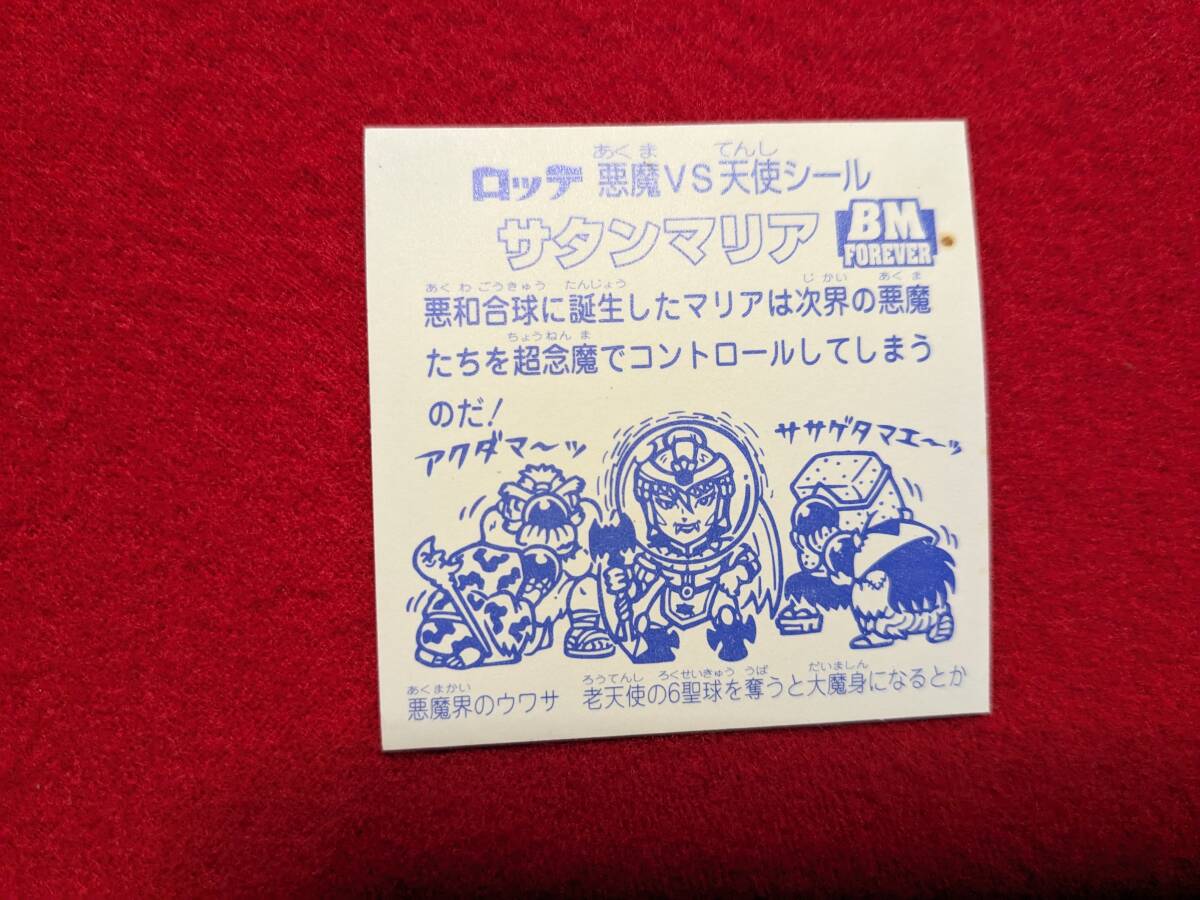 ロッテ 悪魔VS天使シール
サタンマリア BM FOREVER
悪和合球に誕生したマリアは次界の悪魔
たちを超念魔でコントロールしてしまう
のだ!
アクダマ〜ッ
ササゲタマエ〜ッ
悪魔界のウワサ 老天使の6聖球を奪うと大魔身になるとか